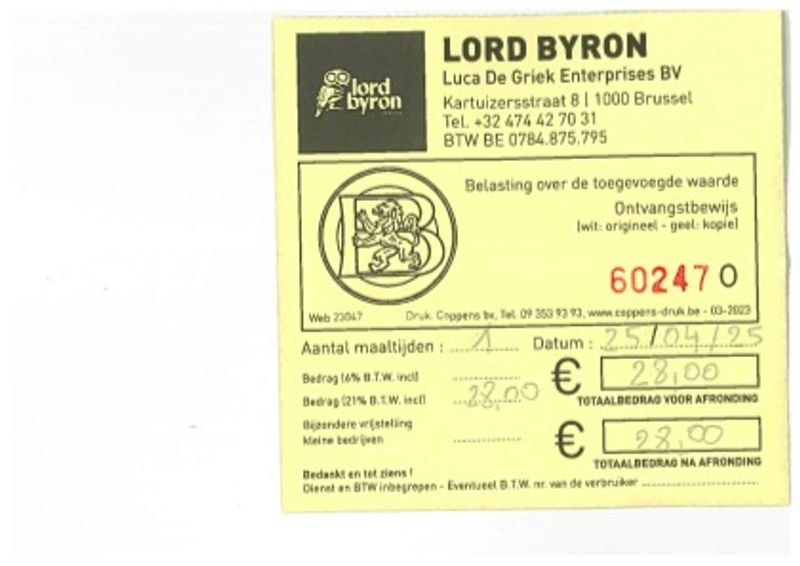 lord
byron
LORD BYRON
Luca De Griek Enterprises BV
Kartuizersstraat 8 | 1000 Brussel
Tel. +32 474 42 70 31
BTW BE 0784.875.795
B
Belasting over de toegevoegde waarde
Ontvangstbewijs
(wit: origineel - geel: kopie)
60247 O
Web 23047 Druk. Coppens bv, Tel. 09 353 93 93, www.coppens-druk.be - 03-2023
Aantal maaltijden : 1 Datum : 25/04/25
Bedrag (6% B.T.W. incl) € 28,00
Bedrag (21% B.T.W. incl) 28,00 TOTAALBEDRAG VOOR AFRONDING
Bijzondere vrijstelling
kleine bedrijven € 28,00
TOTAALBEDRAG NA AFRONDING
Bedankt en tot ziens !
Dienst en BTW inbegrepen - Eventueel B.T.W. nr. van de verbruiker